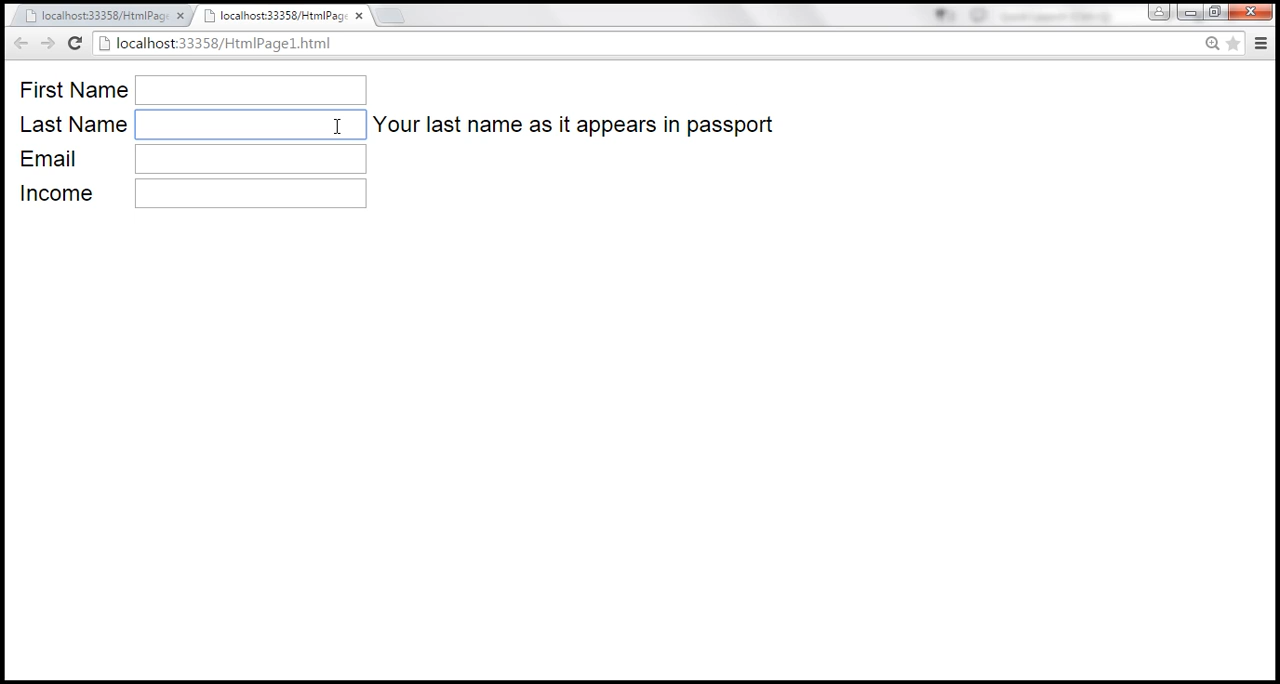 localhost:33358/HtmlPage localhost:33358/HtmlPage
localhost:33358/HtmlPage1.html
First Name
Last Name Your last name as it appears in passport
Email
Income